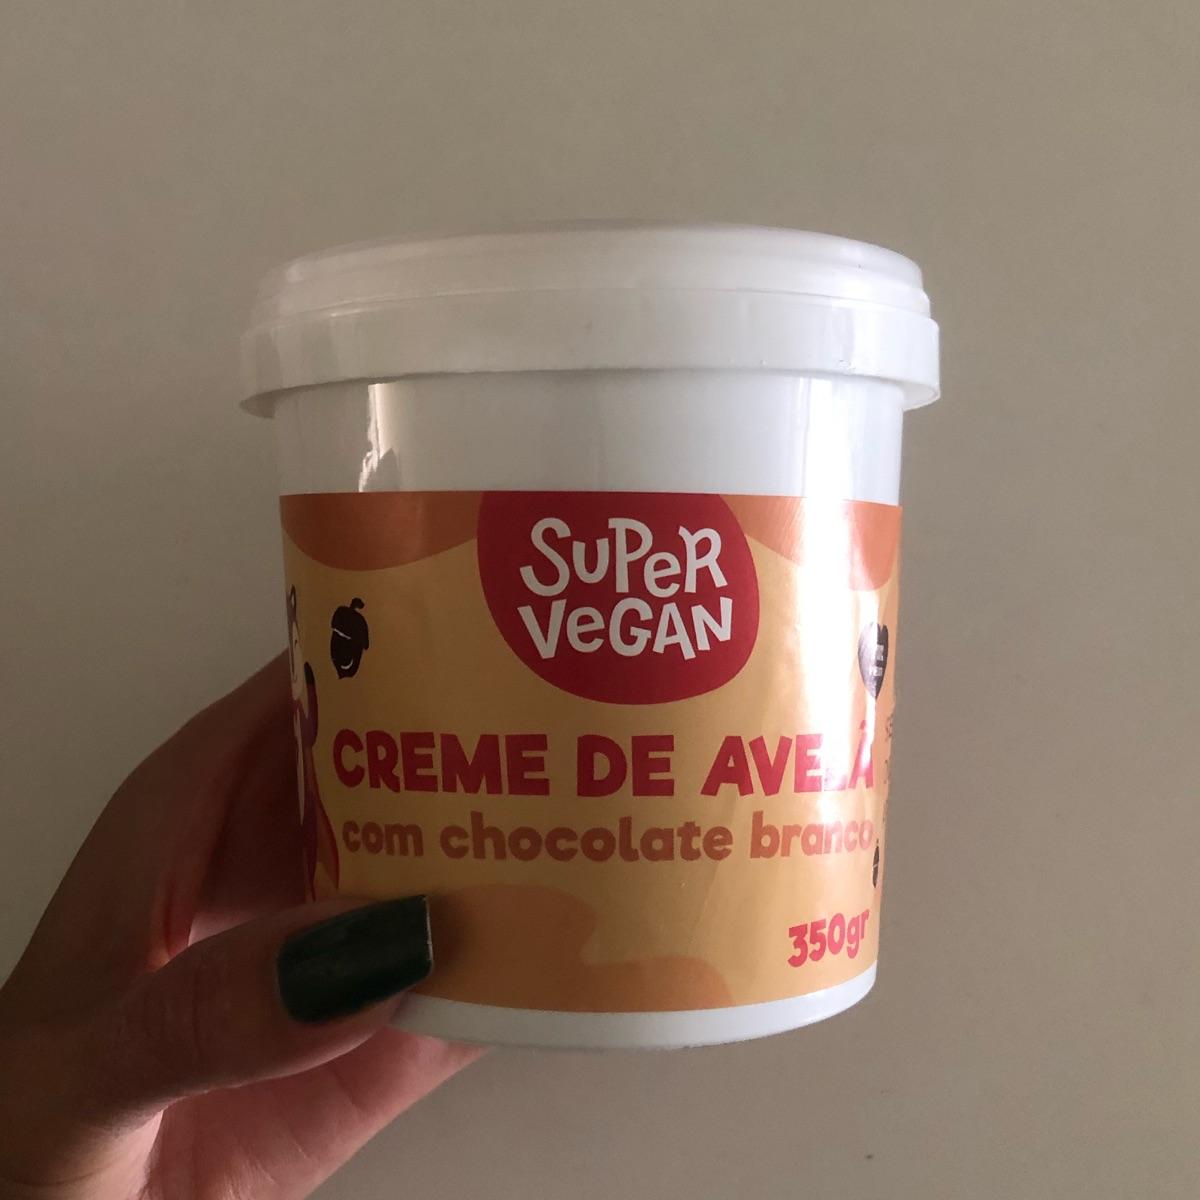 SUPER
VEGAN
CREME DE AVELÃ
com chocolate branco
350gr